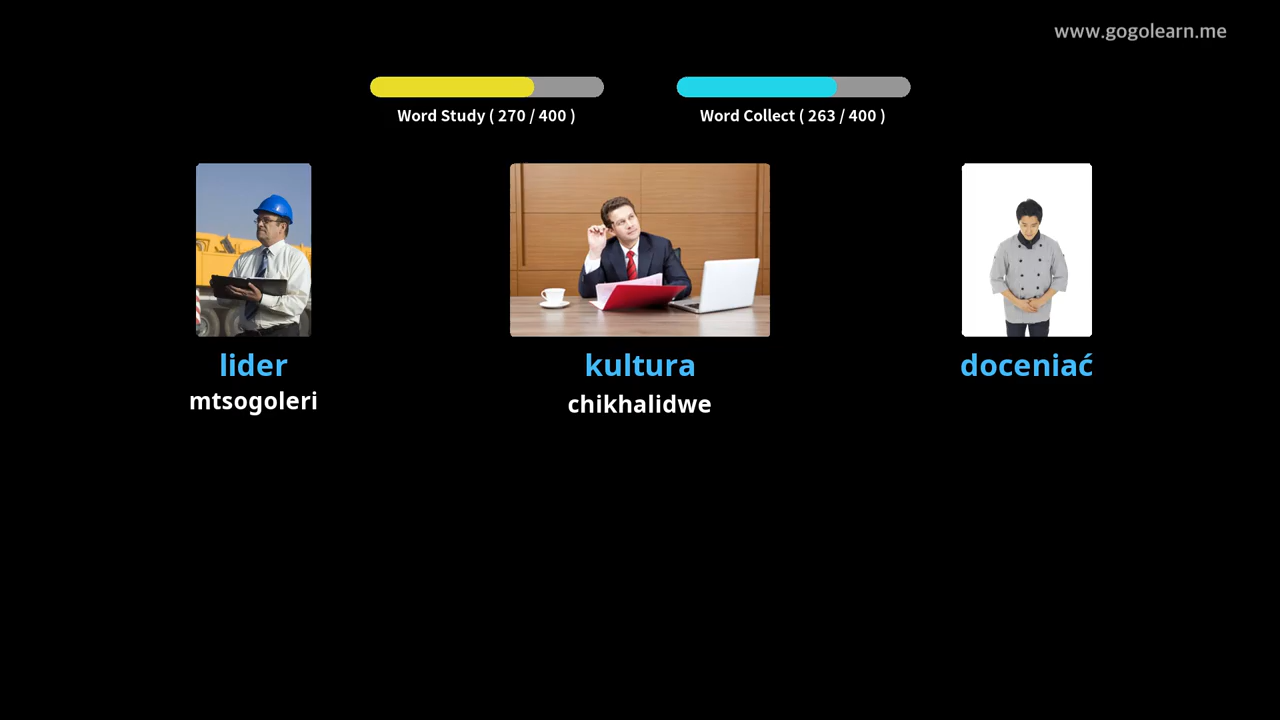 www.gogolearn.me
Word Study ( 270 / 400 )
Word Collect ( 263 / 400 )
lider
mtsogoleri
kultura
chikhalidwe
doceniać